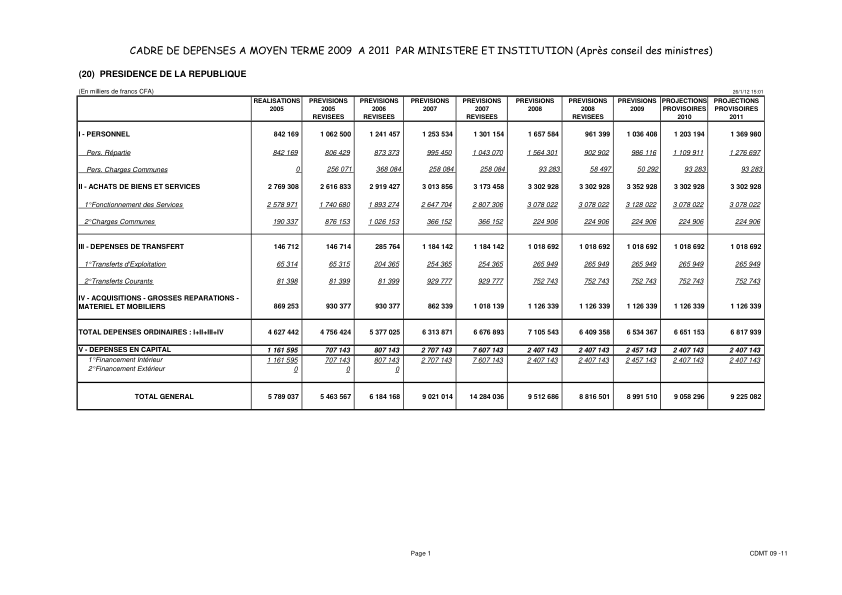 CADRE DE DEPENSES A MOYEN TERME 2009 A 2011 PAR MINISTERE ET INSTITUTION (Après conseil des ministres)
(20) PRESIDENCE DE LA REPUBLIQUE
(En milliers de francs CFA) 26/1/12 15:01
REALISATIONS PREVISIONS PREVISIONS PREVISIONS PREVISIONS PREVISIONS PREVISIONS PREVISIONS PROJECTIONS PROJECTIONS
2005 2005 2006 2007 2007 2008 2008 2009 PROVISOIRES PROVISOIRES
REVISEES REVISEES REVISEES REVISEES 2010 2011
I - PERSONNEL 842 169 1 062 500 1 241 457 1 253 534 1 301 154 1 657 584 961 399 1 036 408 1 203 194 1 369 980
Pers. Répartie 842 169 806 429 873 373 995 450 1 043 070 1 564 301 902 902 986 116 1 109 911 1 276 697
Pers. Charges Communes 0 256 071 368 084 258 084 258 084 93 283 58 497 50 292 93 283 93 283
II - ACHATS DE BIENS ET SERVICES 2 769 308 2 616 833 2 919 427 3 013 856 3 173 458 3 302 928 3 302 928 3 352 928 3 302 928 3 302 928
1°Fonctionnement des Services 2 578 971 1 740 680 1 893 274 2 647 704 2 807 306 3 078 022 3 078 022 3 128 022 3 078 022 3 078 022
2°Charges Communes 190 337 876 153 1 026 153 366 152 366 152 224 906 224 906 224 906 224 906 224 906
III - DEPENSES DE TRANSFERT 146 712 146 714 285 764 1 184 142 1 184 142 1 018 692 1 018 692 1 018 692 1 018 692 1 018 692
1°Transferts d'Exploitation 65 314 65 315 204 365 254 365 254 365 265 949 265 949 265 949 265 949 265 949
2°Transferts Courants 81 398 81 399 81 399 929 777 929 777 752 743 752 743 752 743 752 743 752 743
IV - ACQUISITIONS - GROSSES REPARATIONS -
MATERIEL ET MOBILIERS 869 253 930 377 930 377 862 339 1 018 139 1 126 339 1 126 339 1 126 339 1 126 339 1 126 339
TOTAL DEPENSES ORDINAIRES : I+II+III+IV 4 627 442 4 756 424 5 377 025 6 313 871 6 676 893 7 105 543 6 409 358 6 534 367 6 651 153 6 817 939
V - DEPENSES EN CAPITAL 1 161 595 707 143 807 143 2 707 143 7 607 143 2 407 143 2 407 143 2 457 143 2 407 143 2 407 143
1°Financement Intérieur 1 161 595 707 143 807 143 2 707 143 7 607 143 2 407 143 2 407 143 2 457 143 2 407 143 2 407 143
2°Financement Extérieur 0 0 0
TOTAL GENERAL 5 789 037 5 463 567 6 184 168 9 021 014 14 284 036 9 512 686 8 816 501 8 991 510 9 058 296 9 225 082
Page 1 CDMT 09 -11